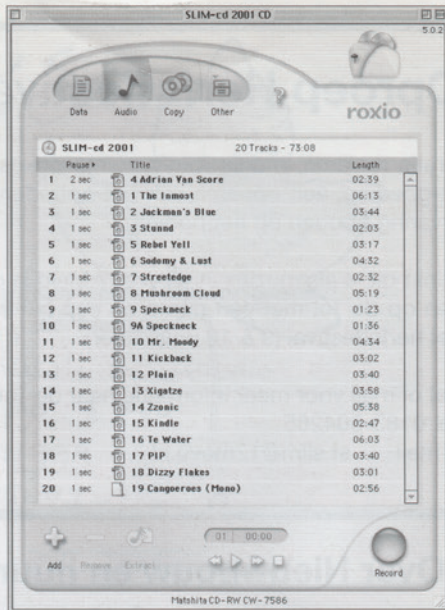 SLIM-cd 2001 CD
5.0.2
Data Audio Copy Other
?
roxio
SLIM-cd 2001 20 Tracks - 73:08
Pause Title Length
1 2 sec 4 Adrian Van Score 02:39
2 1 sec 1 The Inmost 06:13
3 1 sec 2 Jackman's Blue 03:44
4 1 sec 3 Stunnd 02:03
5 1 sec 5 Rebel Yell 03:17
6 1 sec 6 Sodemy & Lust 04:32
7 1 sec 7 Streetedge 02:32
8 1 sec 8 Mushroom Cloud 05:19
9 1 sec 9 Speckneck 01:23
10 1 sec 9A Speckneck 01:36
11 1 sec 10 Mr. Moody 04:34
12 1 sec 11 Kickback 03:02
13 1 sec 12 Plain 03:40
14 1 sec 13 Xigatze 03:58
15 1 sec 14 Zzonic 05:38
16 1 sec 15 Kindle 02:47
17 1 sec 16 Te Water 06:03
18 1 sec 17 PIP 03:40
19 1 sec 18 Dizzy Flakes 03:01
20 1 sec 19 Cangoeroes (Mono) 02:56
01 00:00
Add Remove Extract Record
Matshita CD-RW CW-7586